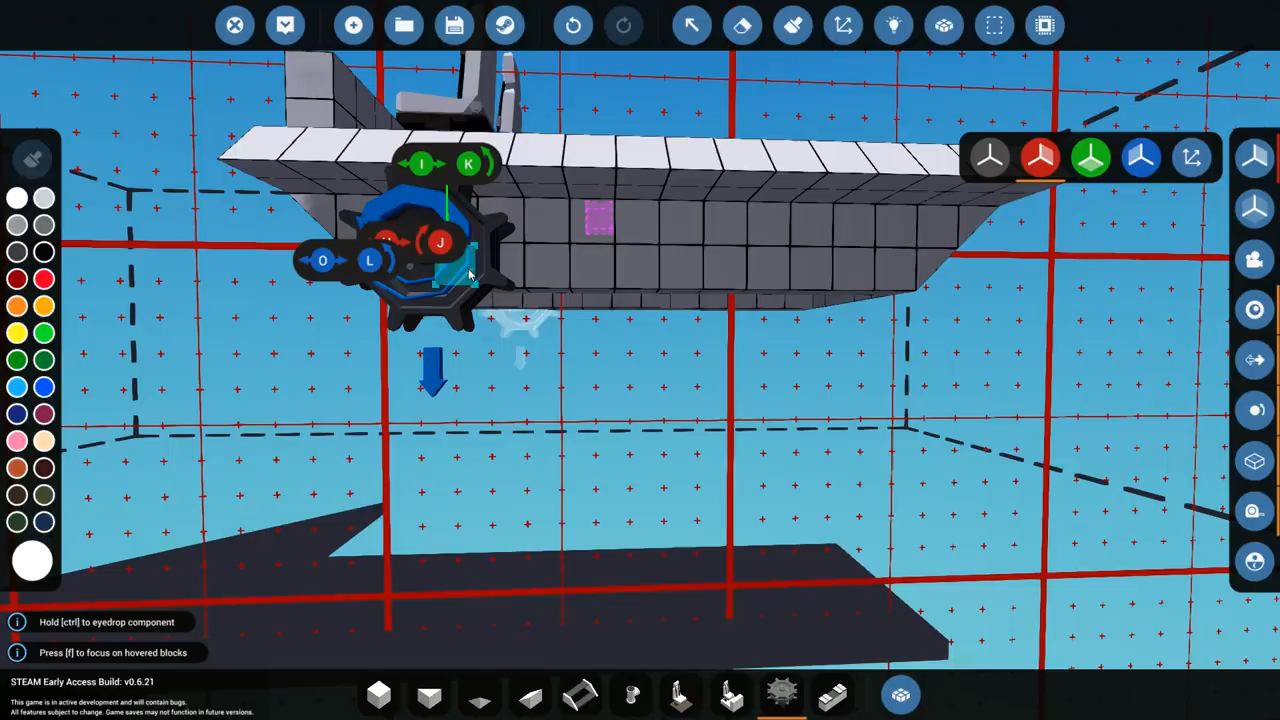 I K
J
O L
Hold [ctrl] to eyedrop component
Press [f] to focus on hovered blocks
STEAM Early Access Build: v0.6.21
This game is in active development and will contain bugs.
All features subject to change. Game saves may not function in future versions.